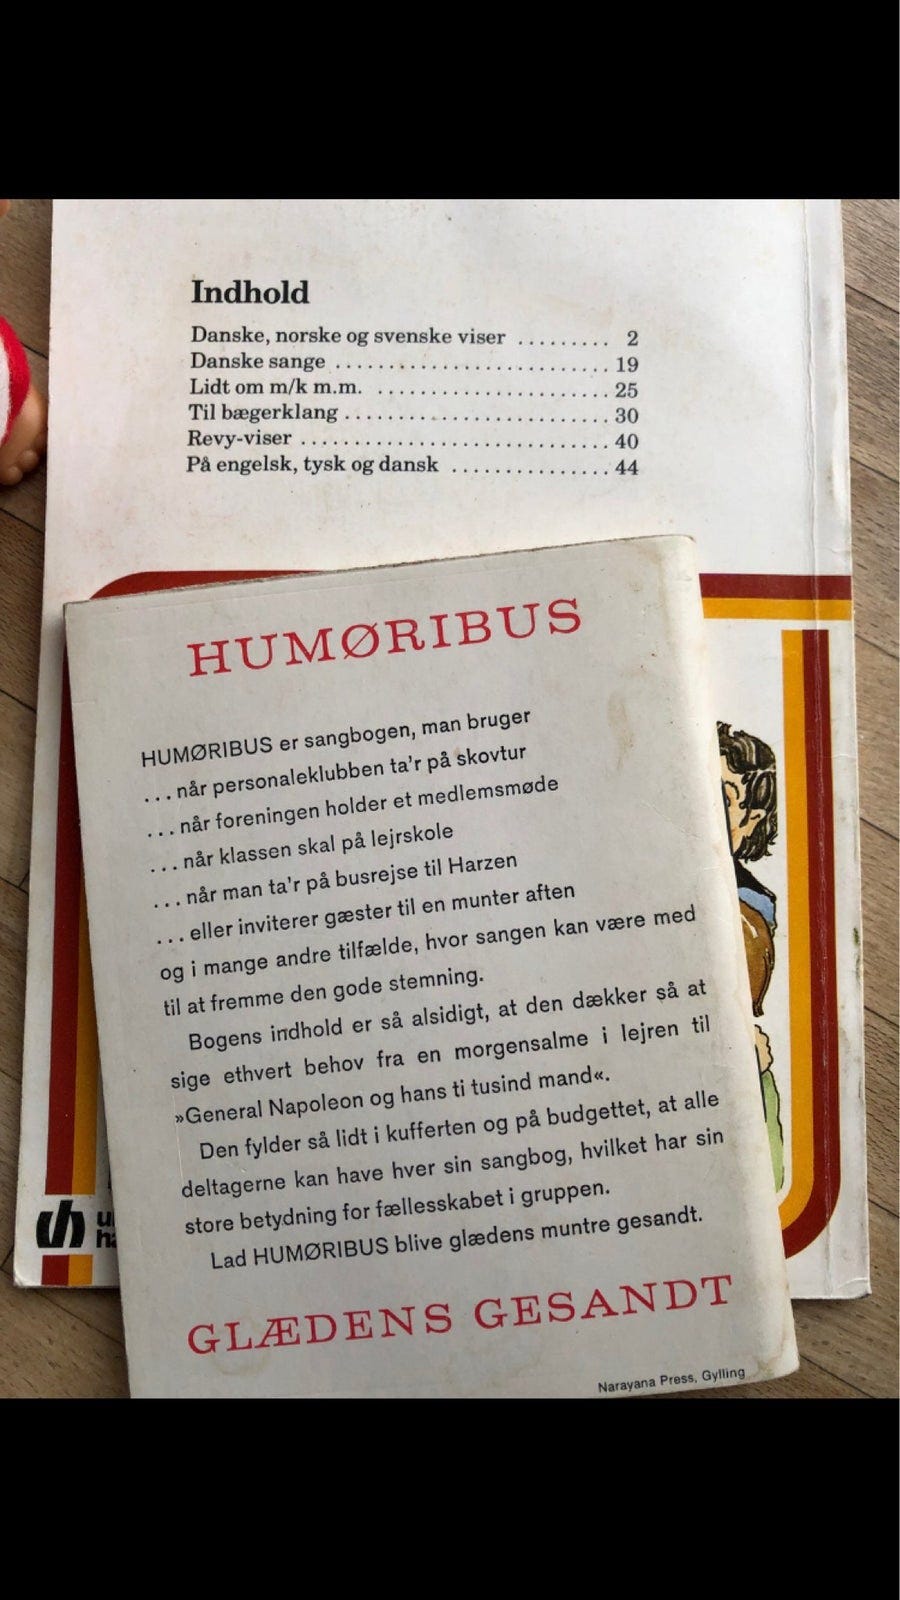 Indhold
Danske, norske og svenske viser ......... 2
Danske sange ........................... 19
Lidt om m/k m.m. ....................... 25
Til bægerklang .......................... 30
Revy-viser ............................... 40
På engelsk, tysk og dansk ............... 44
HUMØRIBUS
HUMØRIBUS er sangbogen, man bruger
... når personaleklubben ta'r på skovtur
... når foreningen holder et medlemsmøde
... når klassen skal på lejrskole
... når man ta'r på busrejse til Harzen
... eller inviterer gæster til en munter aften
og i mange andre tilfælde, hvor sangen kan være med
til at fremme den gode stemning.
Bogens indhold er så alsidigt, at den dækker så at
sige ethvert behov fra en morgensalme i lejren til
»General Napoleon og hans ti tusind mand«.
Den fylder så lidt i kufferten og på budgettet, at alle
deltagerne kan have hver sin sangbog, hvilket har sin
store betydning for fællesskabet i gruppen.
Lad HUMØRIBUS blive glædens muntre gesandt.
GLÆDENS GESANDT
Narayana Press, Gylling